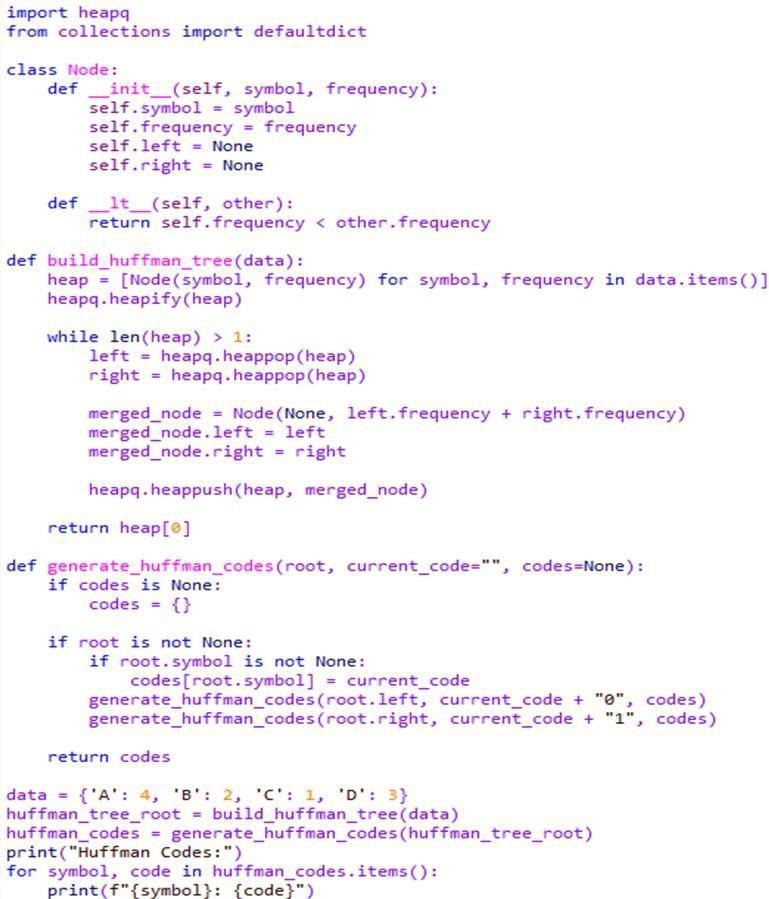 import heapq
from collections import defaultdict

class Node:
    def __init__(self, symbol, frequency):
        self.symbol = symbol
        self.frequency = frequency
        self.left = None
        self.right = None

    def __lt__(self, other):
        return self.frequency < other.frequency

def build_huffman_tree(data):
    heap = [Node(symbol, frequency) for symbol, frequency in data.items()]
    heapq.heapify(heap)

    while len(heap) > 1:
        left = heapq.heappop(heap)
        right = heapq.heappop(heap)

        merged_node = Node(None, left.frequency + right.frequency)
        merged_node.left = left
        merged_node.right = right

        heapq.heappush(heap, merged_node)

    return heap[0]

def generate_huffman_codes(root, current_code="", codes=None):
    if codes is None:
        codes = {}

    if root is not None:
        if root.symbol is not None:
            codes[root.symbol] = current_code
        generate_huffman_codes(root.left, current_code + "0", codes)
        generate_huffman_codes(root.right, current_code + "1", codes)

    return codes

data = {'A': 4, 'B': 2, 'C': 1, 'D': 3}
huffman_tree_root = build_huffman_tree(data)
huffman_codes = generate_huffman_codes(huffman_tree_root)
print("Huffman Codes:")
for symbol, code in huffman_codes.items():
    print(f"{symbol}: {code}")